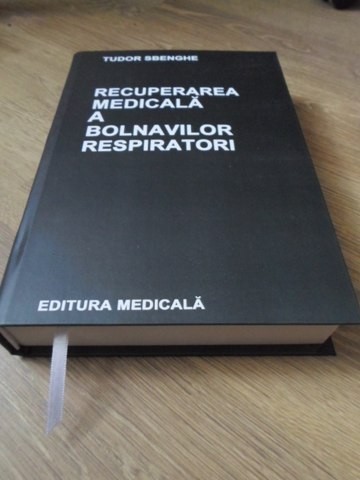 TUDOR SBENGHE
RECUPERAREA
MEDICALĂ
A
BOLNAVILOR
RESPIRATORI
EDITURA MEDICALĂ